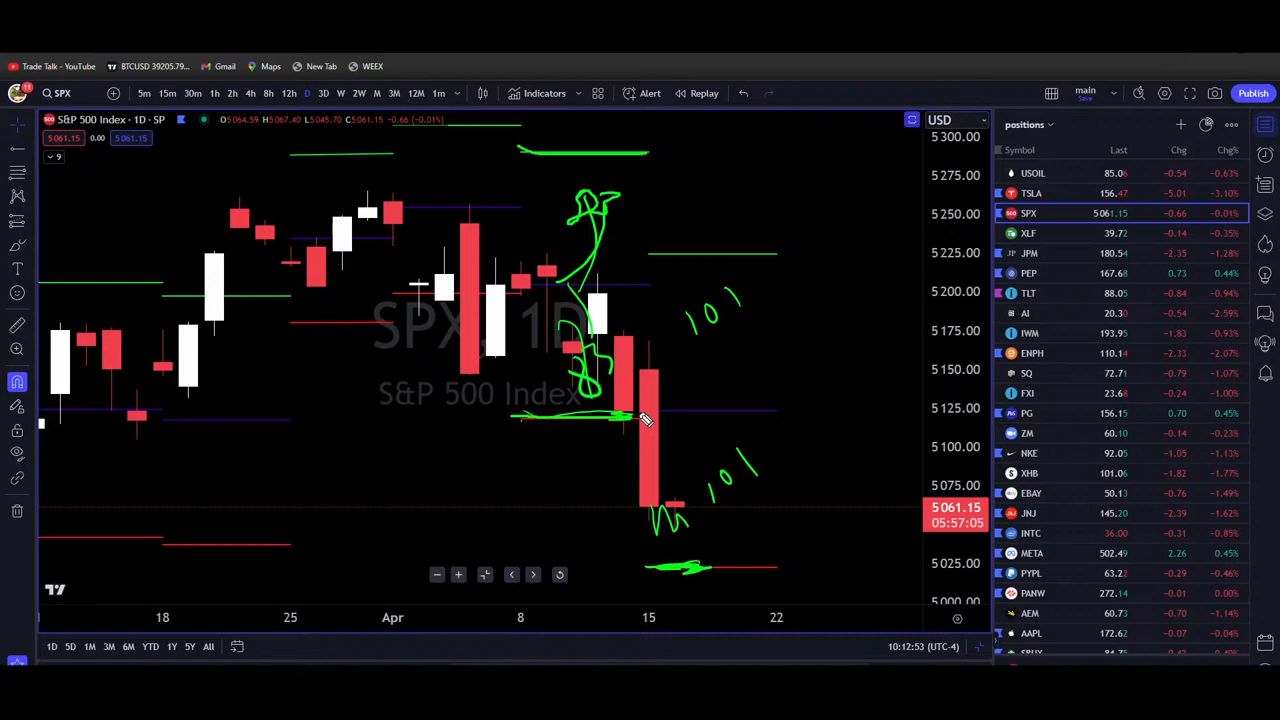 Trade Talk - YouTube BTCUSD 39205.79... Gmail Maps New Tab WEEX
11 SPX 5m 15m 30m 1h 2h 4h 8h 12h D 3D W 2W M 3M 12M 1m Indicators Alert Replay main Save Publish
S&P 500 Index · 1D · SP O5064.59 H5067.40 L5045.70 C5061.15 -0.66 (-0.01%) USD
5061.15 0.00 5061.15
9
SPX, 1D
S&P 500 Index
101
101
5300.00
5275.00
5250.00
5225.00
5200.00
5175.00
5150.00
5125.00
5100.00
5075.00
5061.15
05:57:05
5025.00
5000.00
18 25 Apr 8 15 22
1D 5D 1M 3M 6M YTD 1Y 5Y All 10:12:53 (UTC-4)
positions
Symbol Last Chg Chg%
USOIL 85.06 -0.54 -0.63%
TSLA 156.47 -5.01 -3.10%
SPX 5061.15 -0.66 -0.01%
XLF 39.72 -0.14 -0.35%
JPM 180.54 -2.35 -1.28%
PEP 167.68 0.73 0.44%
TLT 88.05 -0.84 -0.94%
AI 20.30 -0.54 -2.59%
IWM 193.95 -1.83 -0.93%
ENPH 110.14 -2.33 -2.07%
SQ 72.71 -0.79 -1.07%
FXI 23.68 -0.24 -1.00%
PG 156.15 0.70 0.45%
ZM 60.10 -0.14 -0.23%
NKE 92.05 -1.05 -1.13%
XHB 101.06 -1.82 -1.77%
EBAY 50.13 -0.76 -1.49%
JNJ 145.20 -2.39 -1.62%
INTC 36.00 -0.31 -0.85%
META 502.49 2.26 0.45%
PYPL 63.22 -0.29 -0.46%
PANW 272.14 -0.01 0.00%
AEM 60.73 -0.70 -1.14%
AAPL 172.62 -0.07 -0.04%